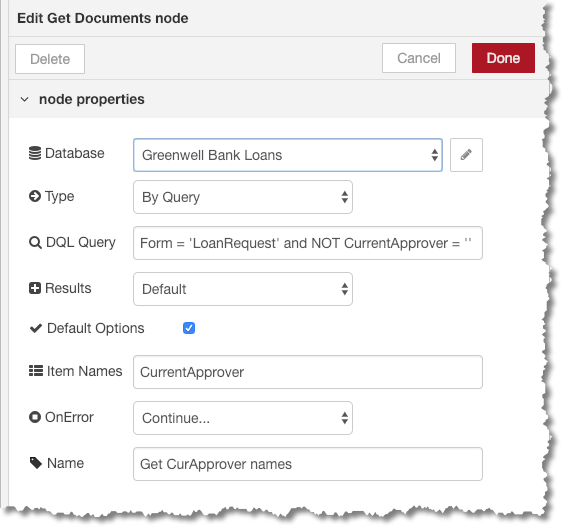 Edit Get Documents node
Delete Cancel Done
node properties
Database Greenwell Bank Loans
Type By Query
DQL Query Form = 'LoanRequest' and NOT CurrentApprover = ''
Results Default
Default Options
Item Names CurrentApprover
OnError Continue...
Name Get CurApprover names